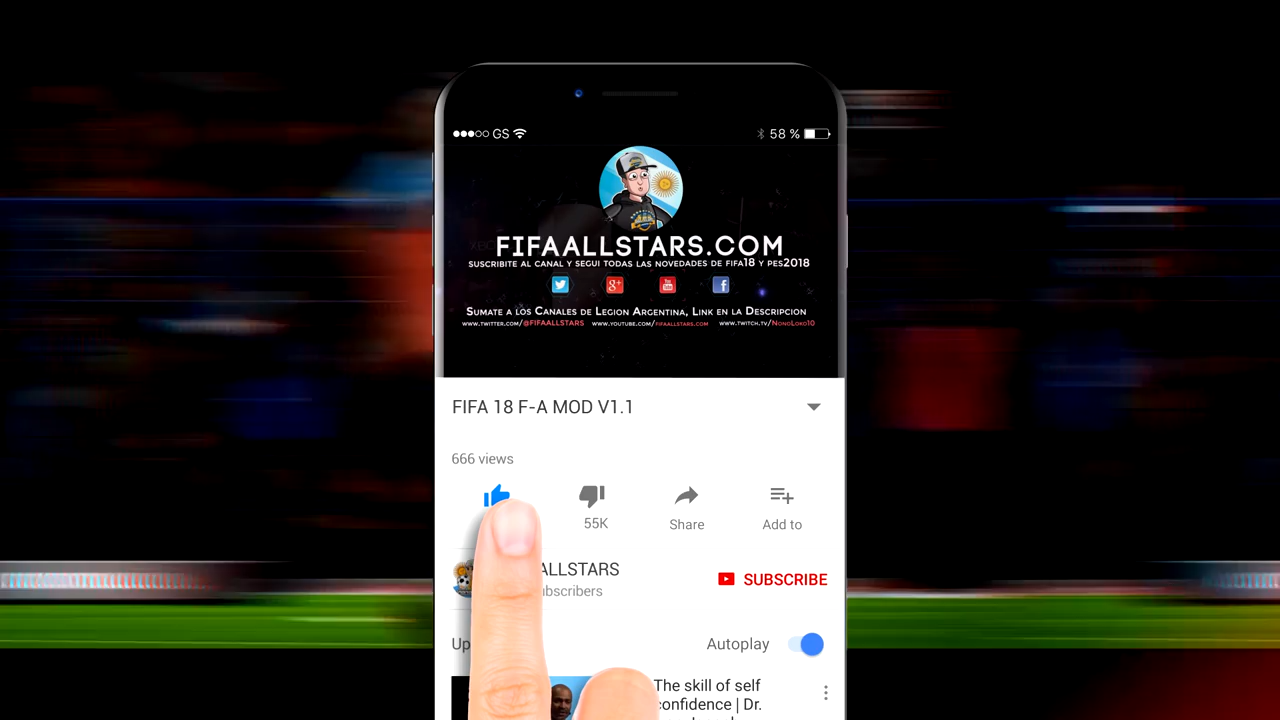 GS
58 %
FIFAALLSTARS.COM
SUSCRIBITE AL CANAL Y SEGUI TODAS LAS NOVEDADES DE FIFA18 Y PES2018
SUMATE A LOS CANALES DE LEGION ARGENTINA, LINK EN LA DESCRIPCION
WWW.TWITTER.COM/@FIFAALLSTARS WWW.YOUTUBE.COM/FIFAALLSTARS.COM WWW.TWITCH.TV/NONOLOKO10
FIFA 18 F-A MOD V1.1
666 views
55K
Share
Add to
ALLSTARS
SUBSCRIBE
Up
Autoplay
The skill of self
confidence | Dr.